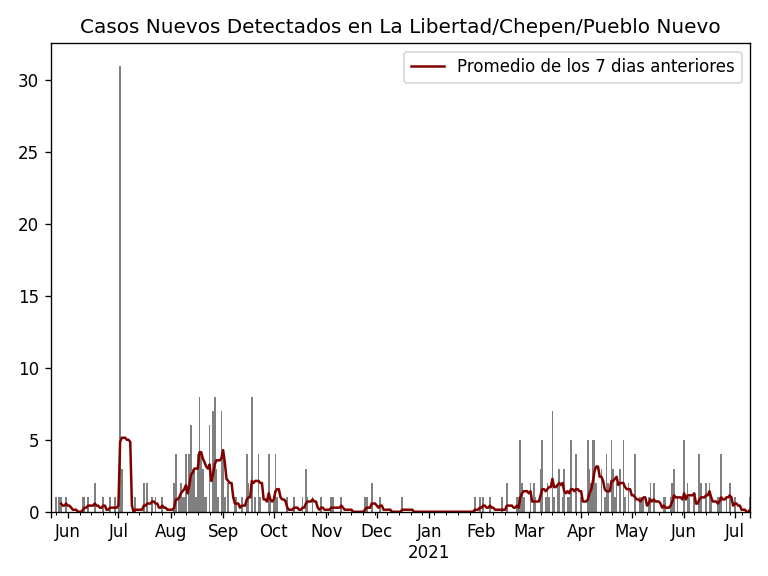 Casos Nuevos Detectados en La Libertad/Chepen/Pueblo Nuevo
Promedio de los 7 dias anteriores
30
25
20
15
10
5
0
Jun Jul Aug Sep Oct Nov Dec Jan Feb Mar Apr May Jun Jul
2021